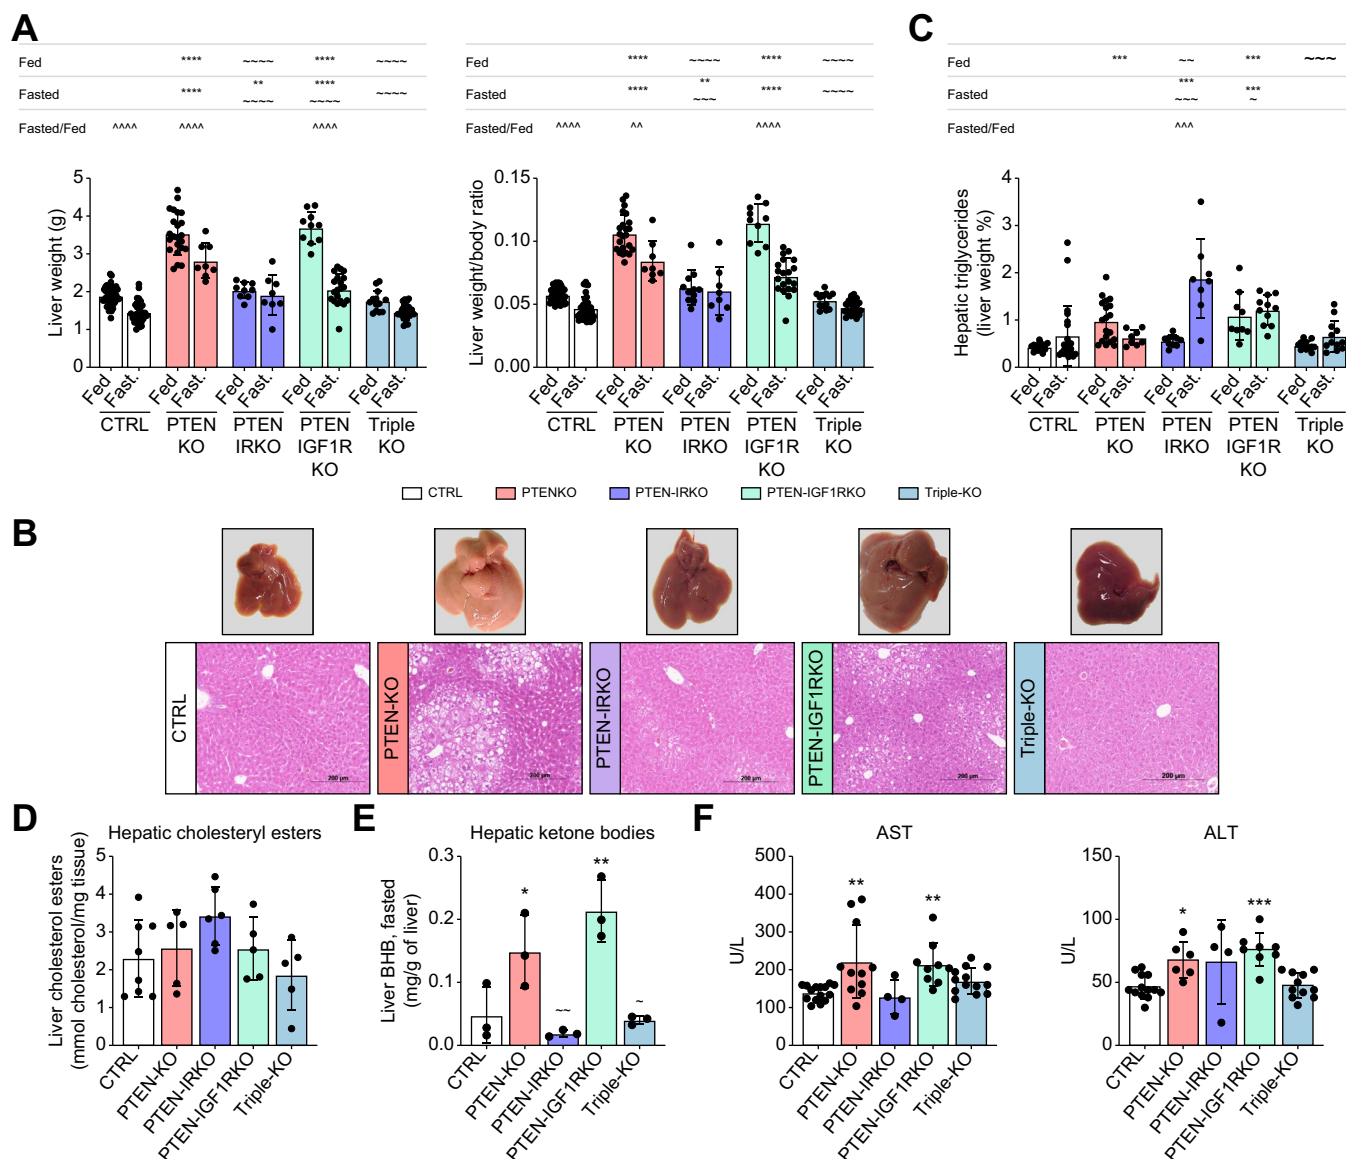 A
Fed **** ~~~~ **** ~~~~
Fasted **** ** ~~~~ **** ~~~~ ~~~~
Fasted/Fed ^^^^ ^^^^ ^^^^
Liver weight (g)
5
4
3
2
1
0
Fed Fast. Fed Fast. Fed Fast. Fed Fast. Fed Fast.
CTRL PTEN KO PTEN IRKO PTEN IGF1R KO Triple KO
Fed **** ~~~~ **** ~~~~
Fasted **** ** ~~~ **** ~~~~
Fasted/Fed ^^^^ ^^ ^^^^
Liver weight/body ratio
0.15
0.10
0.05
0.00
Fed Fast. Fed Fast. Fed Fast. Fed Fast. Fed Fast.
CTRL PTEN KO PTEN IRKO PTEN IGF1R KO Triple KO
C
Fed *** ~~ *** ~~~
Fasted *** ~~~ *** ~
Fasted/Fed ^^^
Hepatic triglycerides
(liver weight %)
4
3
2
1
0
Fed Fast. Fed Fast. Fed Fast. Fed Fast. Fed Fast.
CTRL PTEN KO PTEN IRKO PTEN IGF1R KO Triple KO
CTRL PTENKO PTEN-IRKO PTEN-IGF1RKO Triple-KO
B
CTRL
200 μm
PTEN-KO
200 μm
PTEN-IRKO
200 μm
PTEN-IGF1RKO
200 μm
Triple-KO
200 μm
D
Hepatic cholesteryl esters
Liver cholesterol esters
(mmol cholesterol/mg tissue)
5
4
3
2
1
0
CTRL PTEN-KO PTEN-IRKO PTEN-IGF1RKO Triple-KO
E
Hepatic ketone bodies
Liver BHB, fasted
(mg/g of liver)
0.3
0.2
0.1
0.0
* ~~ ** ~
CTRL PTEN-KO PTEN-IRKO PTEN-IGF1RKO Triple-KO
F
AST
U/L
500
400
300
200
100
0
** **
CTRL PTEN-KO PTEN-IRKO PTEN-IGF1RKO Triple-KO
ALT
U/L
150
100
50
0
* ***
CTRL PTEN-KO PTEN-IRKO PTEN-IGF1RKO Triple-KO